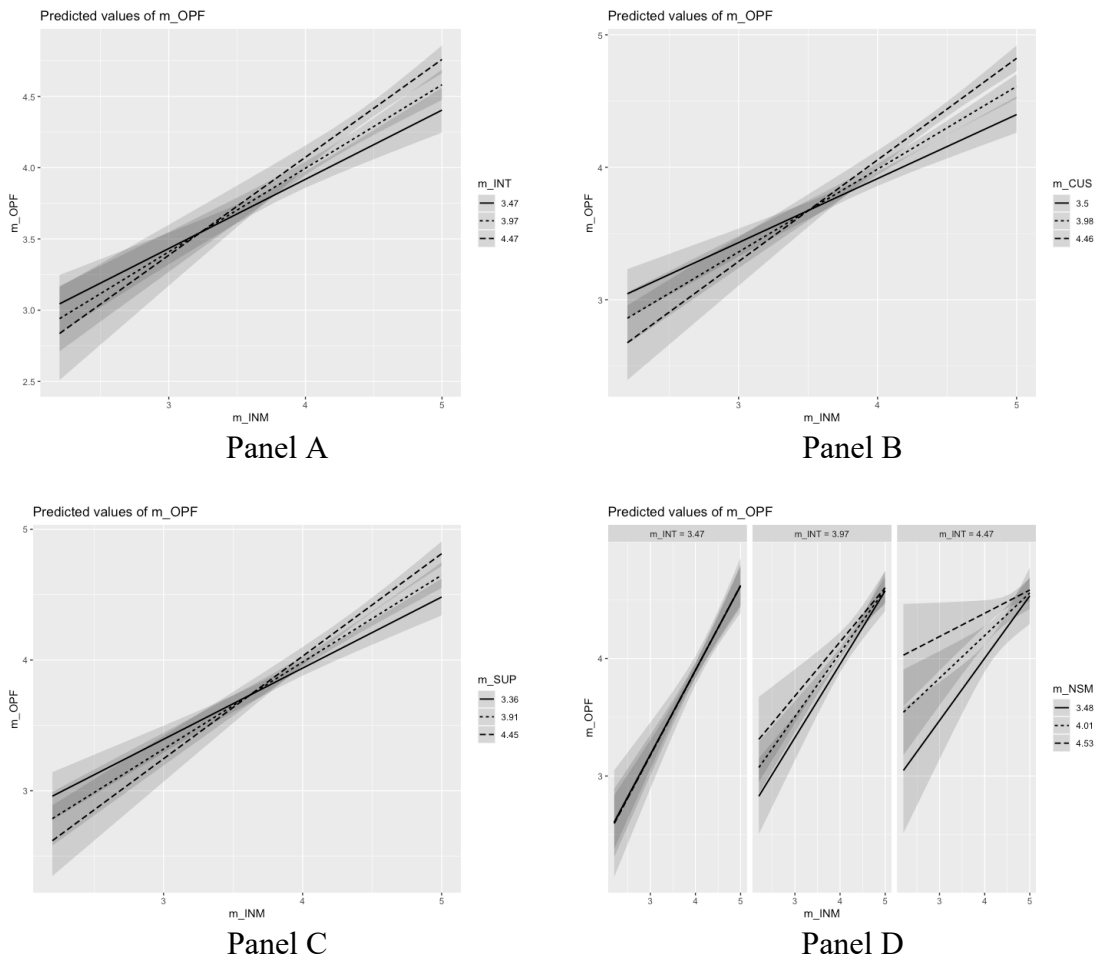 Predicted values of m_OPF
4.5
4.0
3.5
3.0
2.5
m_OPF
3
4
5
m_INM
m_INT
3.47
3.97
4.47
Panel A
Predicted values of m_OPF
5
4
3
m_OPF
3
4
5
m_INM
m_CUS
3.5
3.98
4.46
Panel B
Predicted values of m_OPF
5
4
3
m_OPF
3
4
5
m_INM
m_SUP
3.36
3.91
4.45
Panel C
Predicted values of m_OPF
m_INT = 3.47
m_INT = 3.97
m_INT = 4.47
4
3
m_OPF
3
4
5
3
4
5
3
4
5
m_INM
m_NSM
3.48
4.01
4.53
Panel D